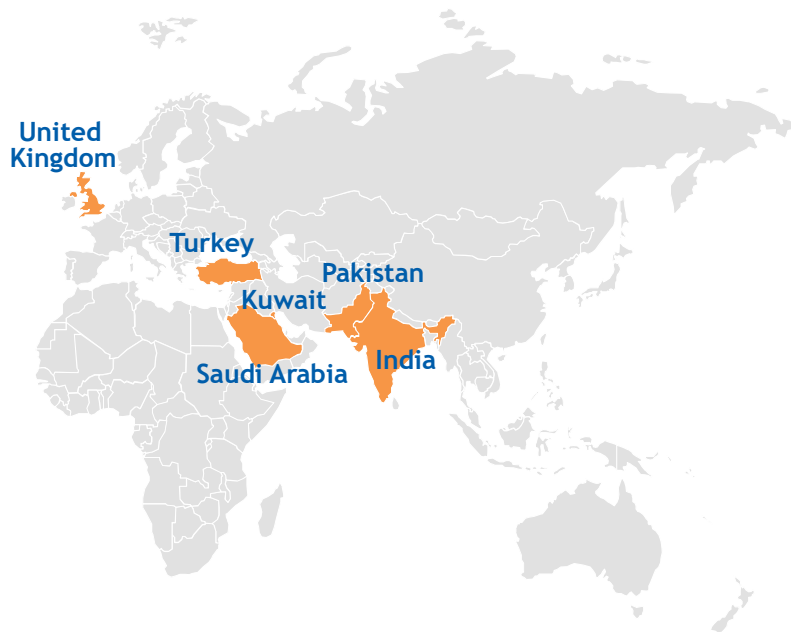 United
Kingdom
Turkey
Pakistan
Kuwait
India
Saudi Arabia